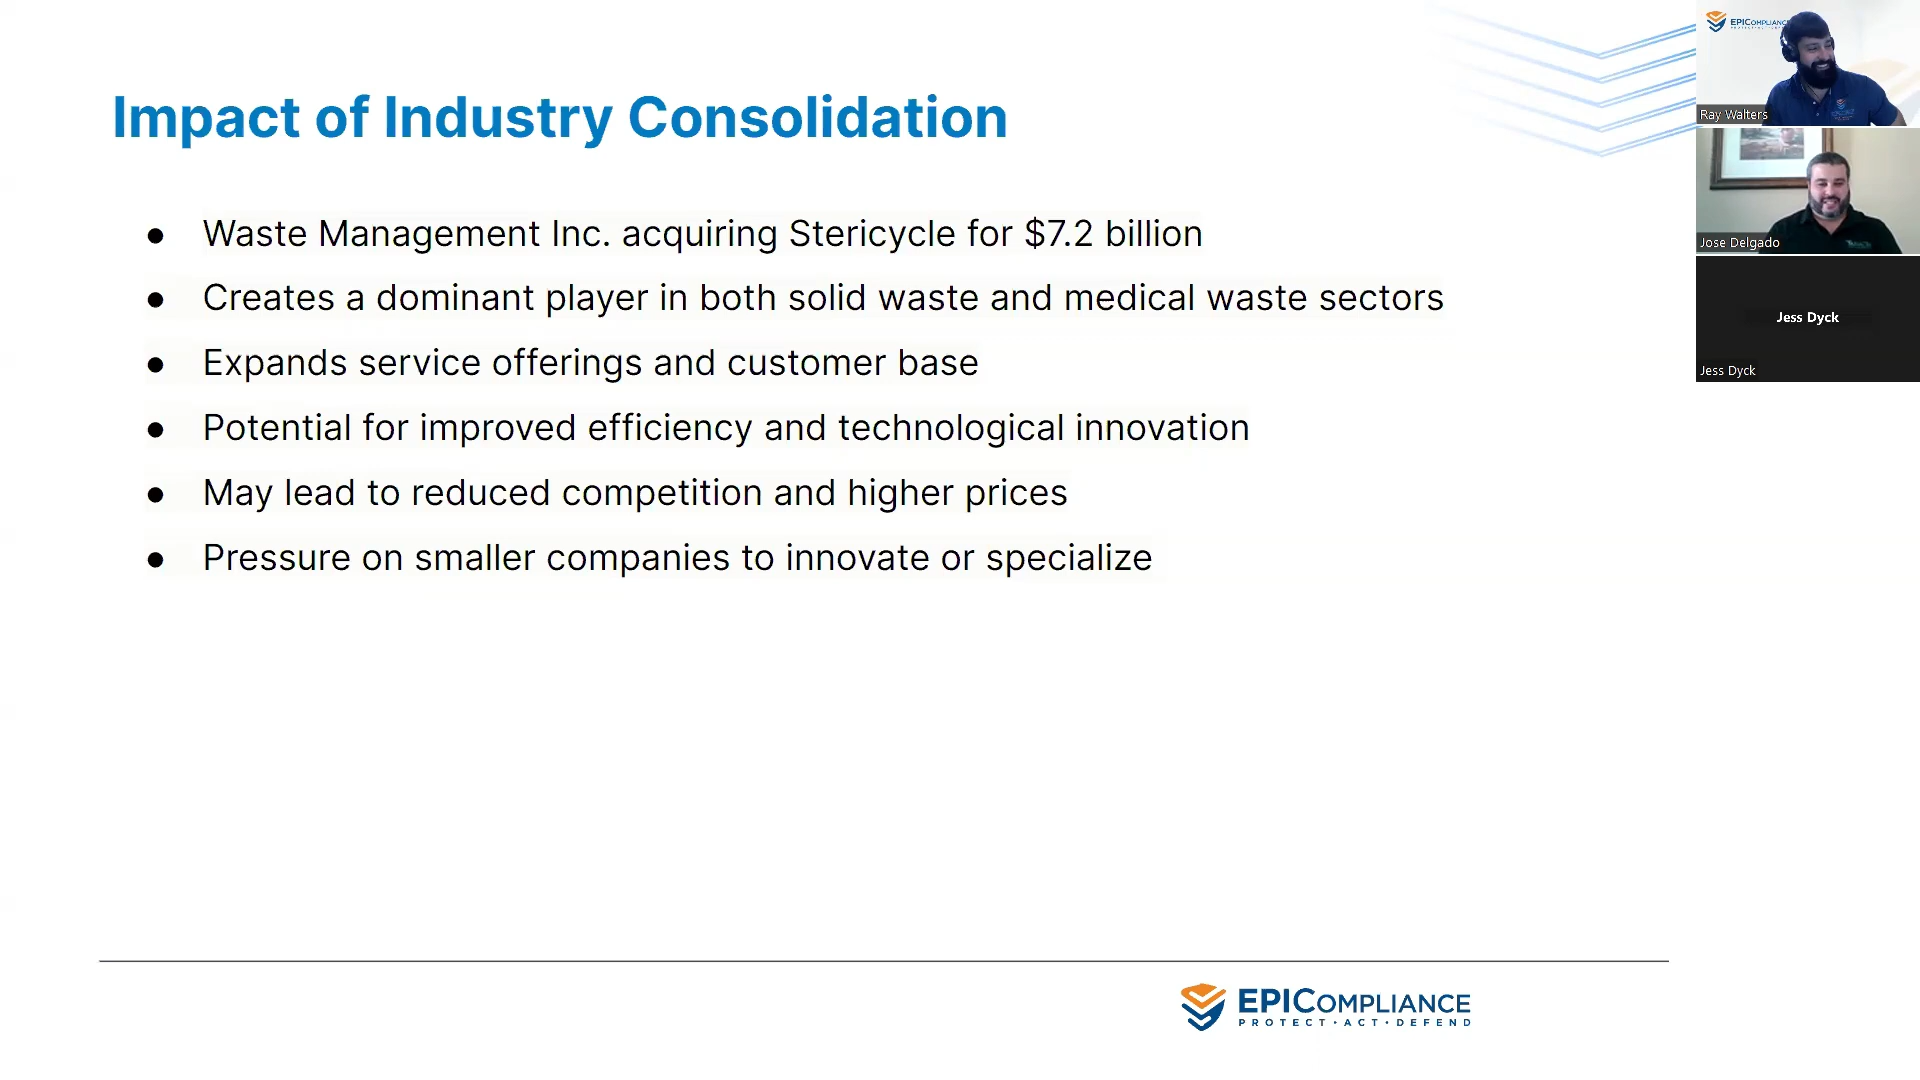 Impact of Industry Consolidation
● Waste Management Inc. acquiring Stericycle for $7.2 billion
● Creates a dominant player in both solid waste and medical waste sectors
● Expands service offerings and customer base
● Potential for improved efficiency and technological innovation
● May lead to reduced competition and higher prices
● Pressure on smaller companies to innovate or specialize
EPICOMPLIANCE
PROTECT · ACT · DEFEND
EPICOMPLIANCE
Ray Walters
Jose Delgado
Jess Dyck
Jess Dyck